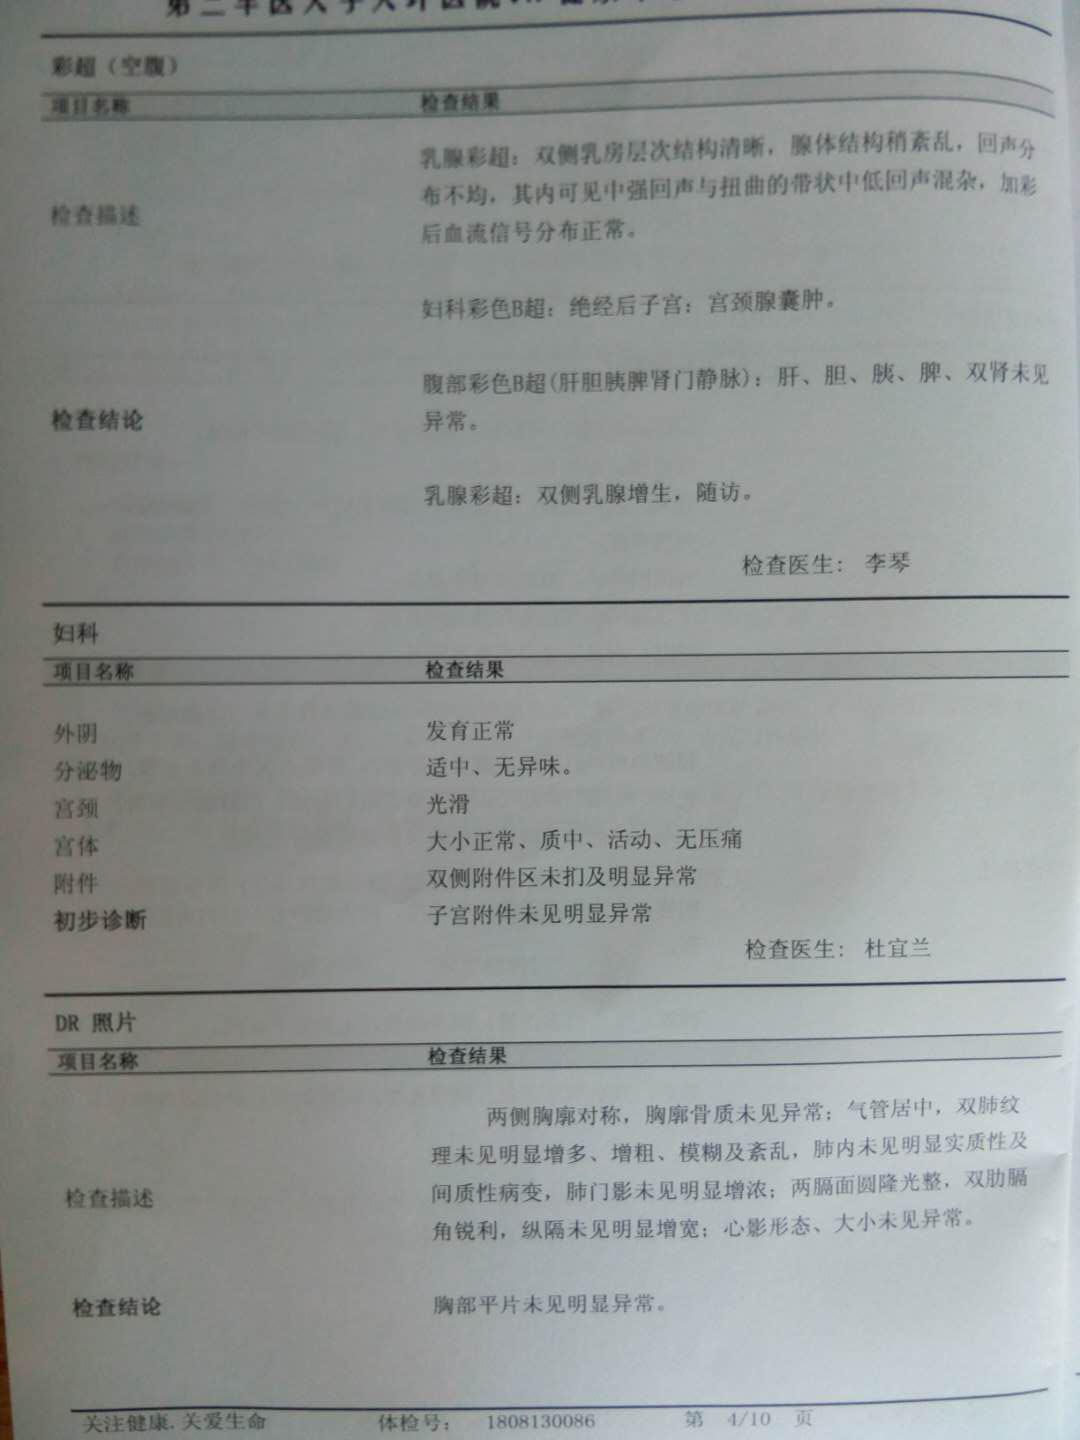 彩超（空腹）
项目名称 检查结果
乳腺彩超：双侧乳房层次结构清晰，腺体结构稍紊乱，回声分
布不均，其内可见中强回声与扭曲的带状中低回声混杂，加彩
检查描述
后血流信号分布正常。
妇科彩色B超：绝经后子宫；宫颈腺囊肿。
腹部彩色B超(肝胆胰脾肾门静脉)：肝、胆、胰、脾、双肾未见
检查结论 异常。
乳腺彩超：双侧乳腺增生，随访。
检查医生： 李琴
妇科
项目名称 检查结果
外阴 发育正常
分泌物 适中、无异味。
宫颈 光滑
宫体 大小正常、质中、活动、无压痛
附件 双侧附件区未扪及明显异常
初步诊断 子宫附件未见明显异常
检查医生： 杜宜兰
DR 照片
项目名称 检查结果
两侧胸廓对称，胸廓骨质未见异常；气管居中，双肺纹
理未见明显增多、增粗、模糊及紊乱，肺内未见明显实质性及
检查描述 间质性病变，肺门影未见明显增浓；两膈面圆隆光整，双肋膈
角锐利，纵隔未见明显增宽；心影形态、大小未见异常。
检查结论 胸部平片未见明显异常。
关注健康.关爱生命 体检号： 1808130086 第 4/10 页